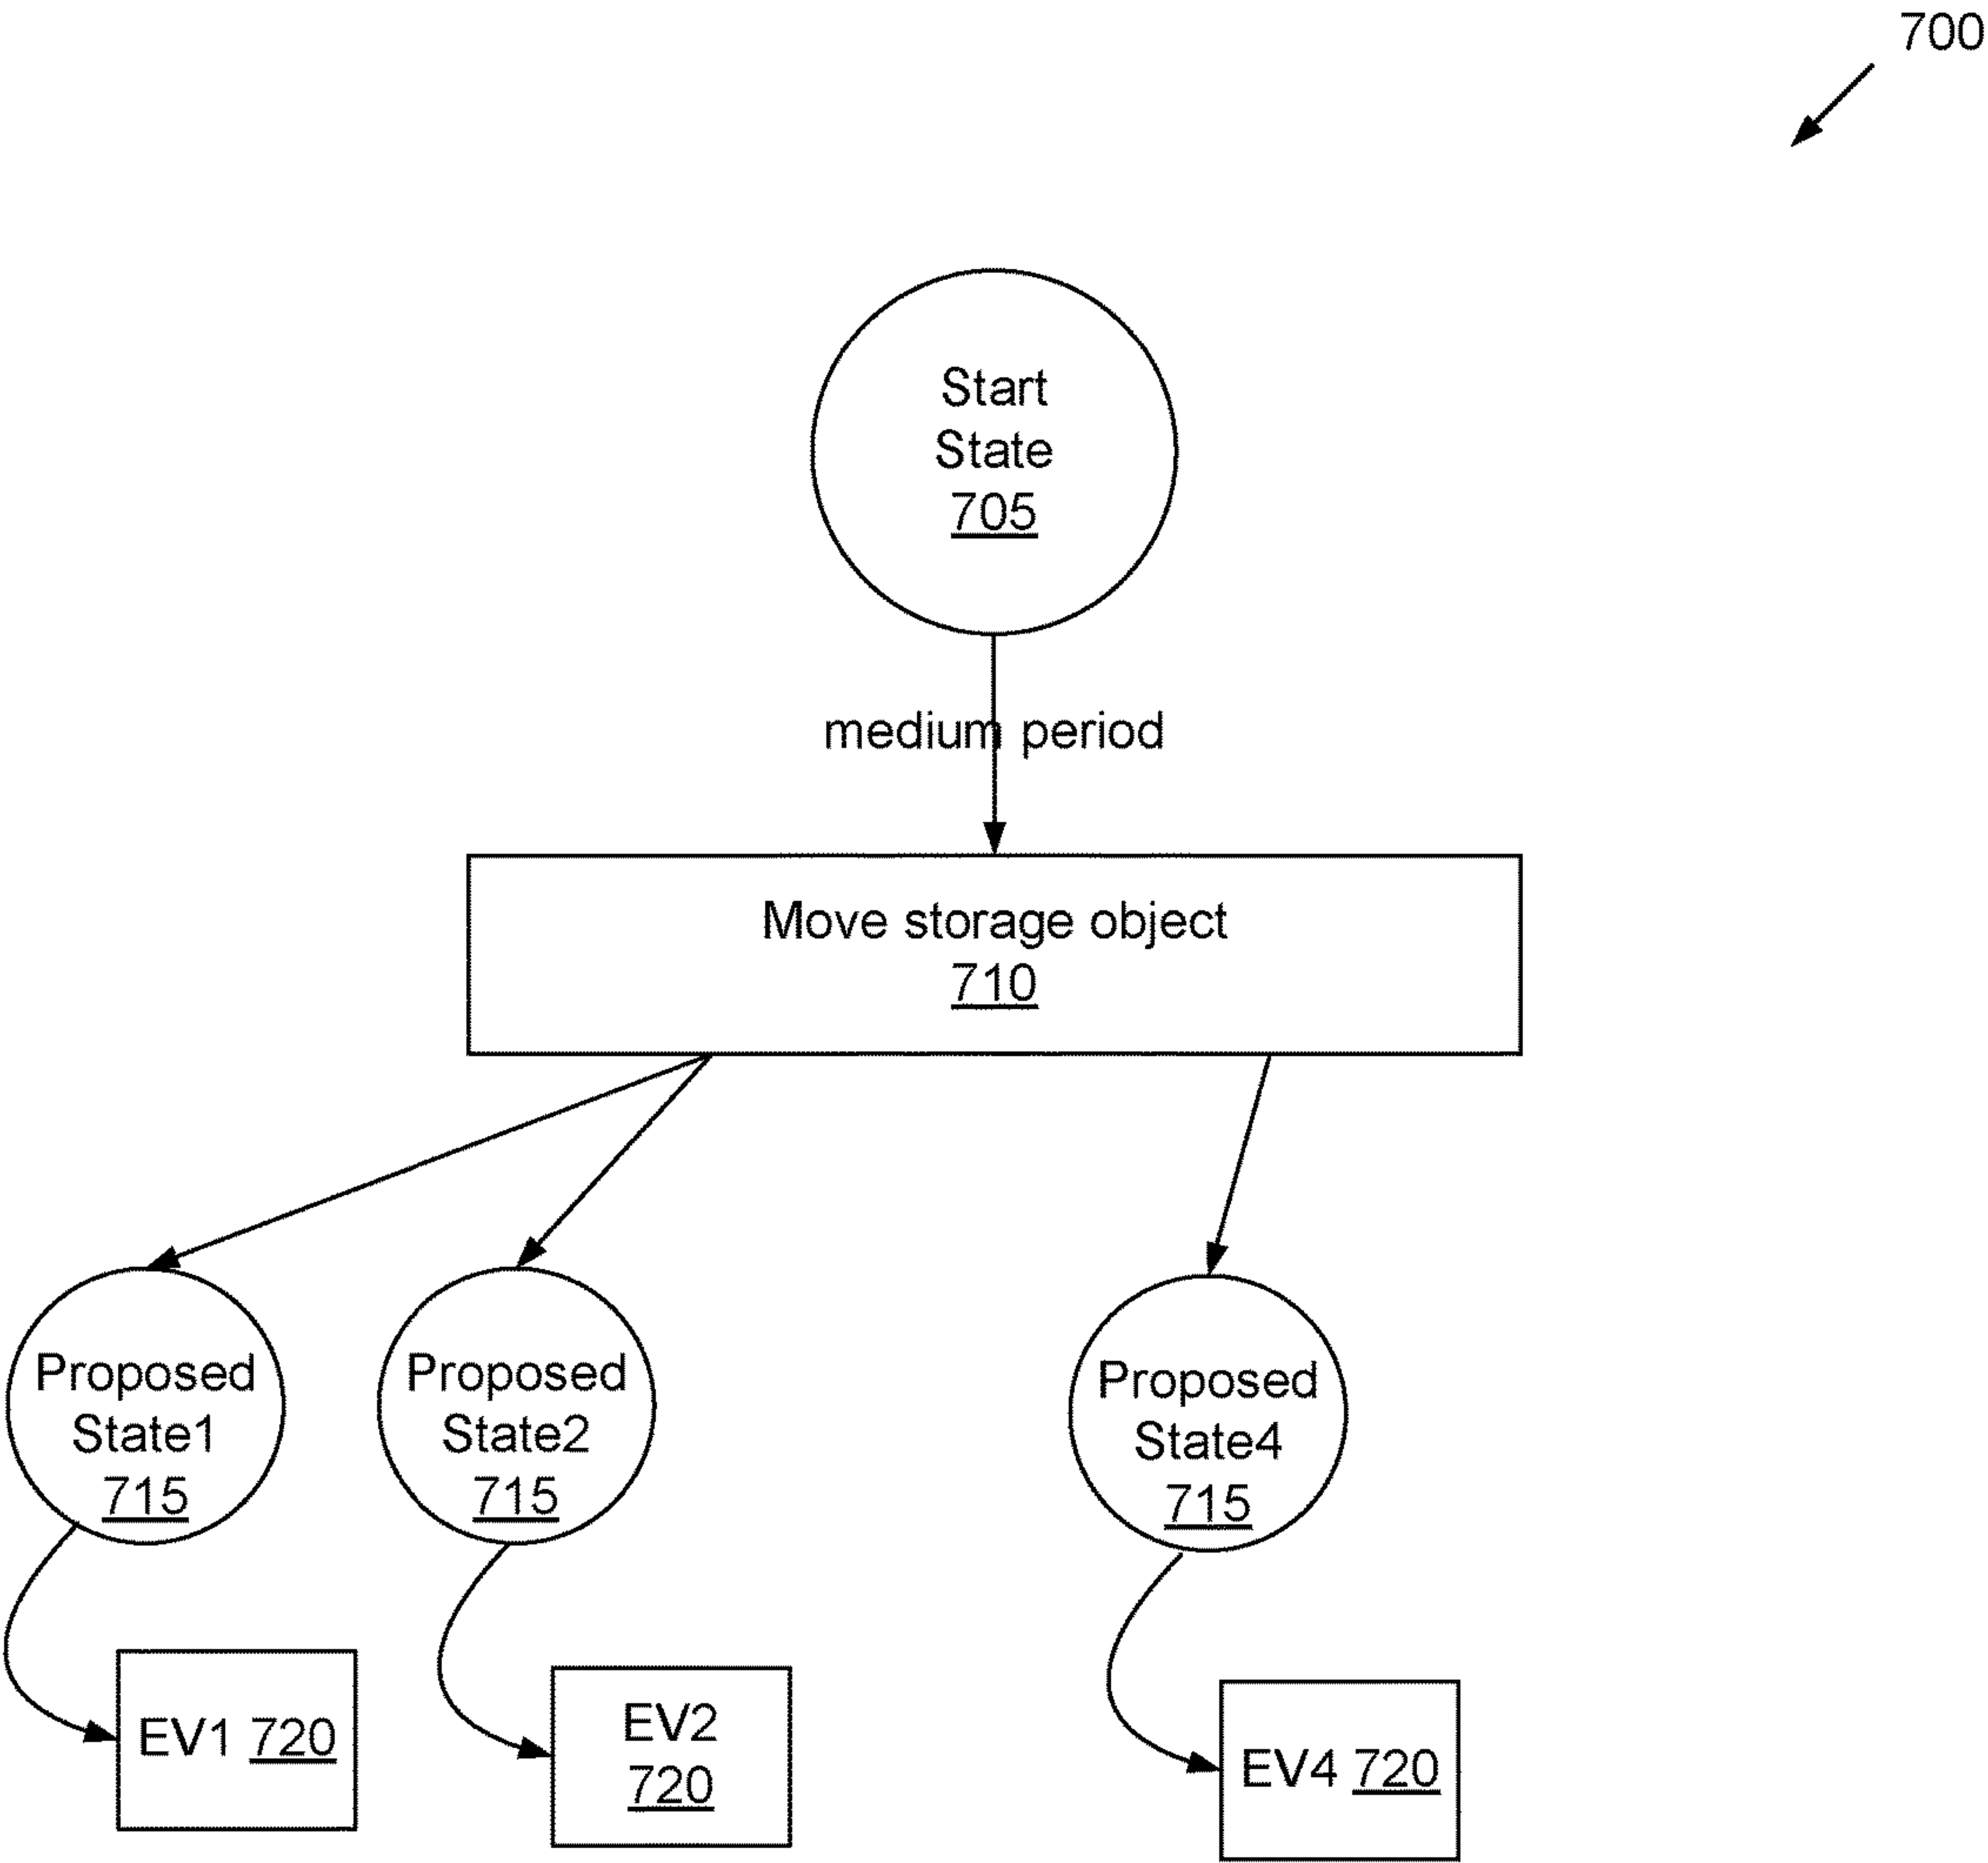 700
Start
State
705
medium period
Move storage object
710
Proposed
State1
715
Proposed
State2
715
Proposed
State4
715
EV1 720
EV2
720
EV4 720